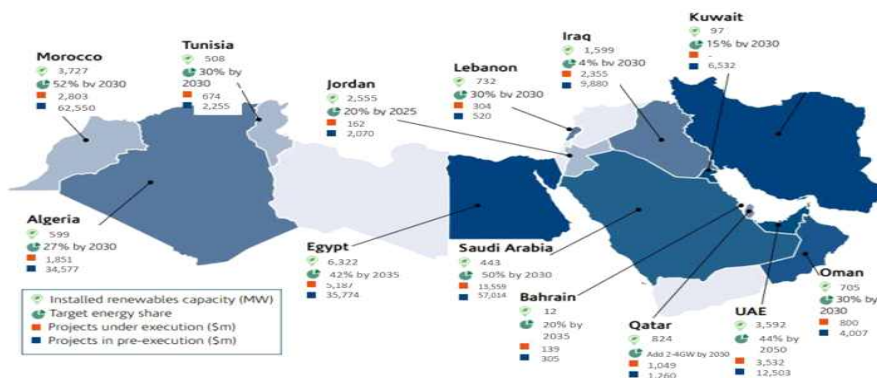 Morocco
3,727
52% by 2030
2,803
62,550
Tunisia
508
30% by
2030
674
2,255
Jordan
2,555
20% by 2025
162
2,070
Lebanon
732
30% by 2030
304
520
Iraq
1,599
4% by 2030
2,355
9,880
Kuwait
97
15% by 2030
-
6,532
Algeria
599
27% by 2030
1,851
34,577
Egypt
6,322
42% by 2035
5,187
35,774
Saudi Arabia
443
50% by 2030
13,559
57,014
Bahrain
12
20% by
2035
139
305
Qatar
824
Add 2-4GW by 2030
1,049
1,260
UAE
3,592
44% by
2050
3,532
12,503
Oman
705
30% by
2030
800
4,007
Installed renewables capacity (MW)
Target energy share
Projects under execution ($m)
Projects in pre-execution ($m)